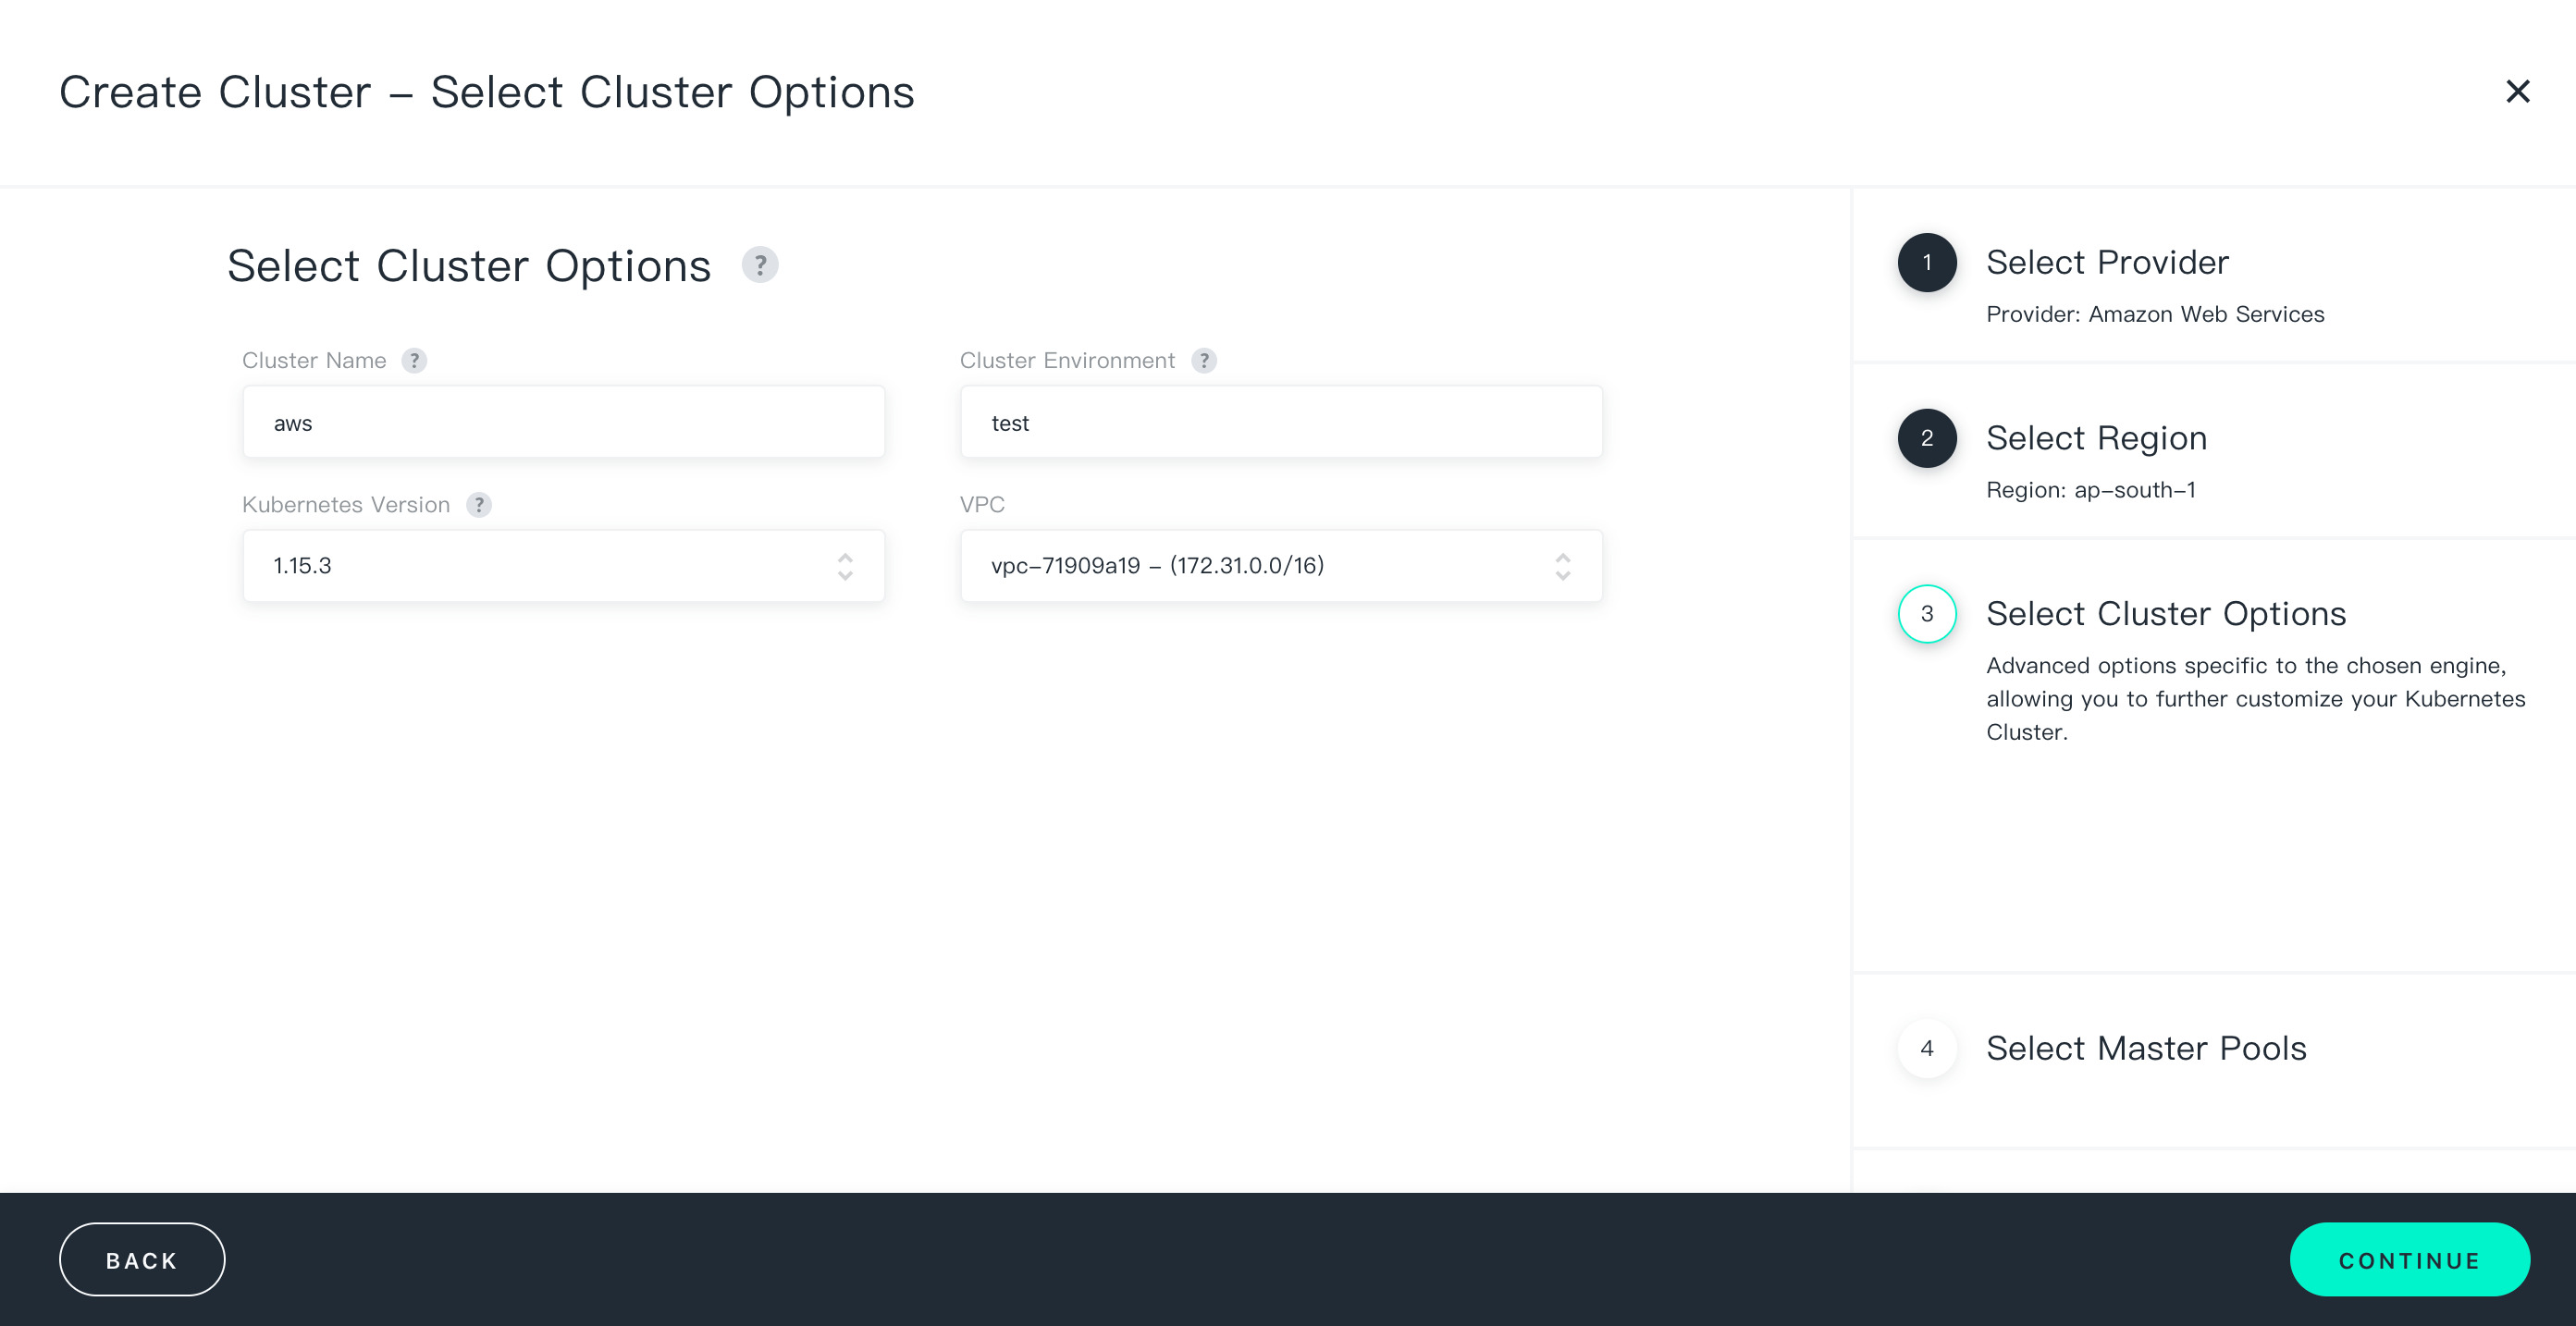 Create Cluster – Select Cluster Options
Select Cluster Options ?
Cluster Name ?
aws
Cluster Environment ?
test
Kubernetes Version ?
1.15.3
VPC
vpc-71909a19 – (172.31.0.0/16)
1 Select Provider
Provider: Amazon Web Services
2 Select Region
Region: ap-south-1
3 Select Cluster Options
Advanced options specific to the chosen engine,
allowing you to further customize your Kubernetes
Cluster.
4 Select Master Pools
BACK
CONTINUE